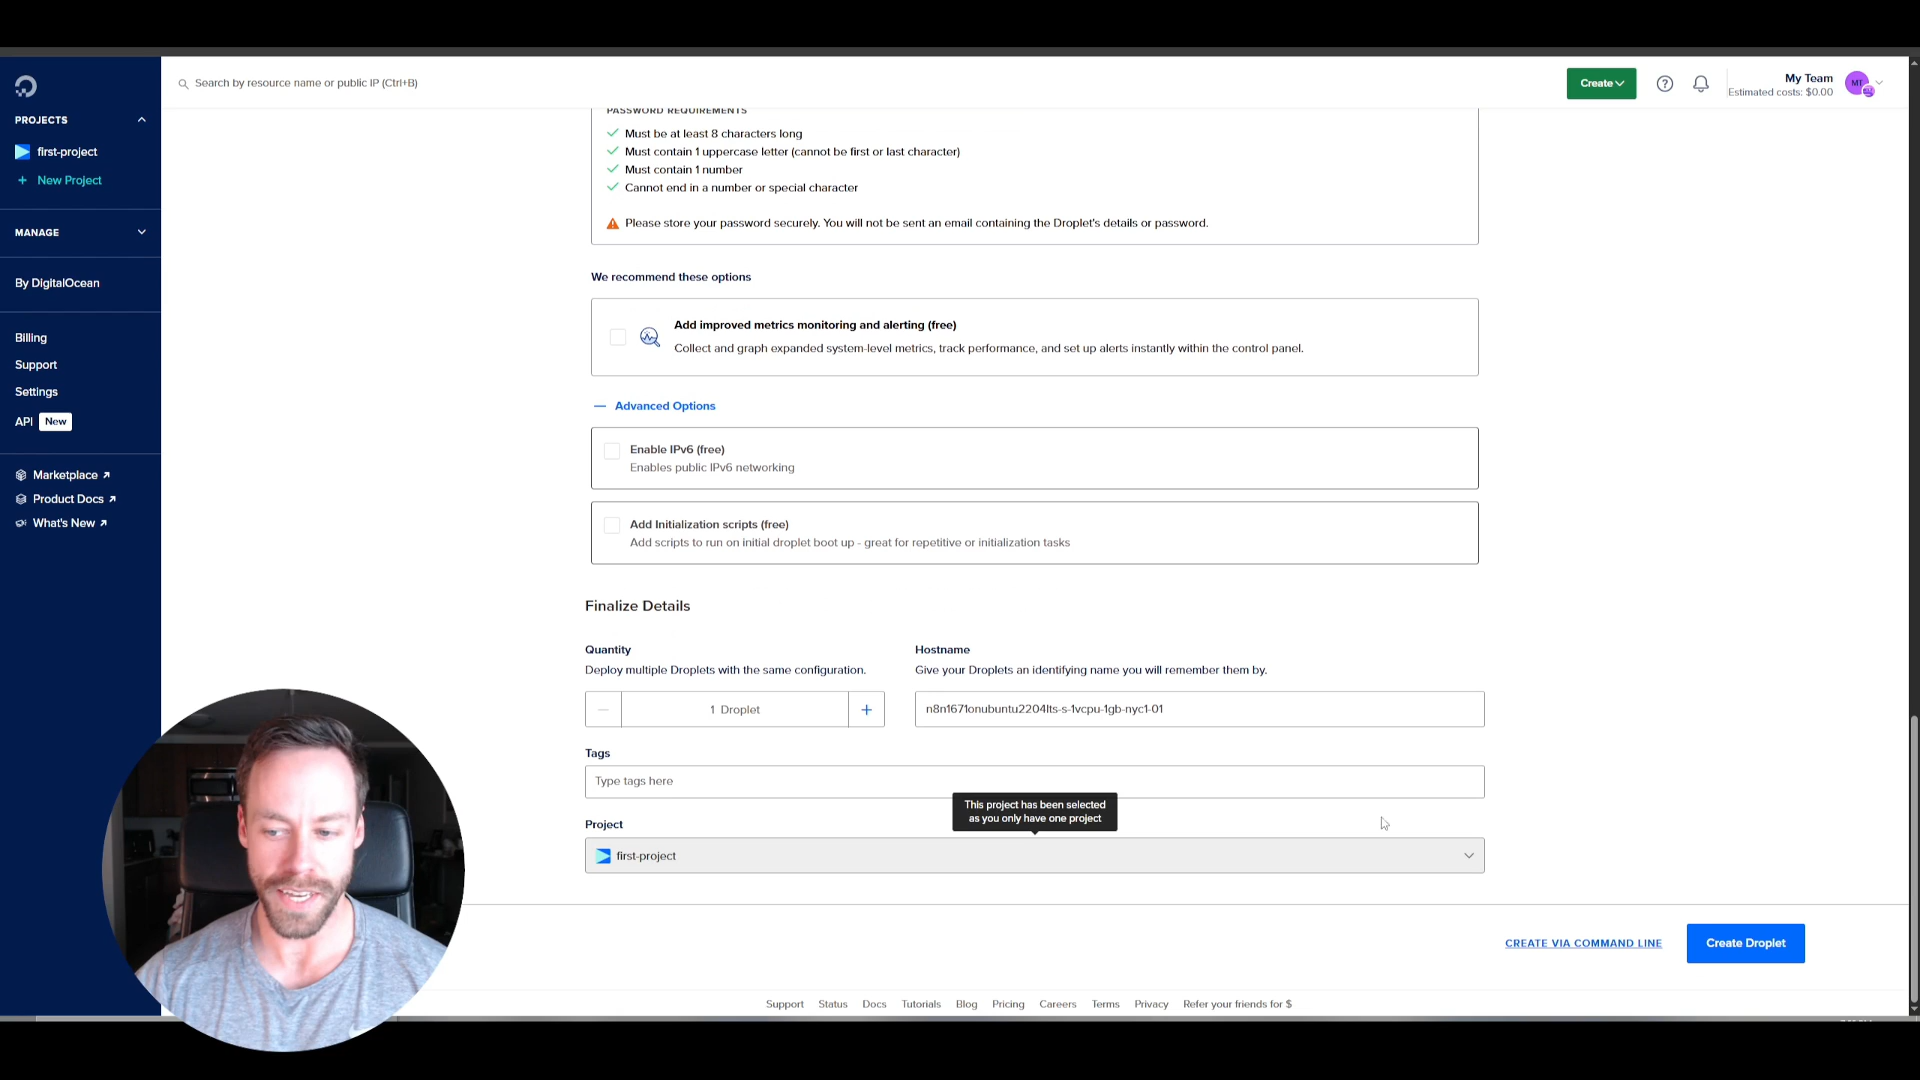 Search by resource name or public IP (Ctrl+B)
Create
My Team
Estimated costs: $0.00
MT
PROJECTS
first-project
+ New Project
MANAGE
By DigitalOcean
Billing
Support
Settings
API New
Marketplace
Product Docs
What's New
PASSWORD REQUIREMENTS
Must be at least 8 characters long
Must contain 1 uppercase letter (cannot be first or last character)
Must contain 1 number
Cannot end in a number or special character
Please store your password securely. You will not be sent an email containing the Droplet's details or password.
We recommend these options
Add improved metrics monitoring and alerting (free)
Collect and graph expanded system-level metrics, track performance, and set up alerts instantly within the control panel.
Advanced Options
Enable IPv6 (free)
Enables public IPv6 networking
Add Initialization scripts (free)
Add scripts to run on initial droplet boot up - great for repetitive or initialization tasks
Finalize Details
Quantity
Deploy multiple Droplets with the same configuration.
1 Droplet
Hostname
Give your Droplets an identifying name you will remember them by.
n8n1671onubuntu2204lts-s-1vcpu-1gb-nyc1-01
Tags
Type tags here
This project has been selected
as you only have one project
Project
first-project
CREATE VIA COMMAND LINE
Create Droplet
Support Status Docs Tutorials Blog Pricing Careers Terms Privacy Refer your friends for $